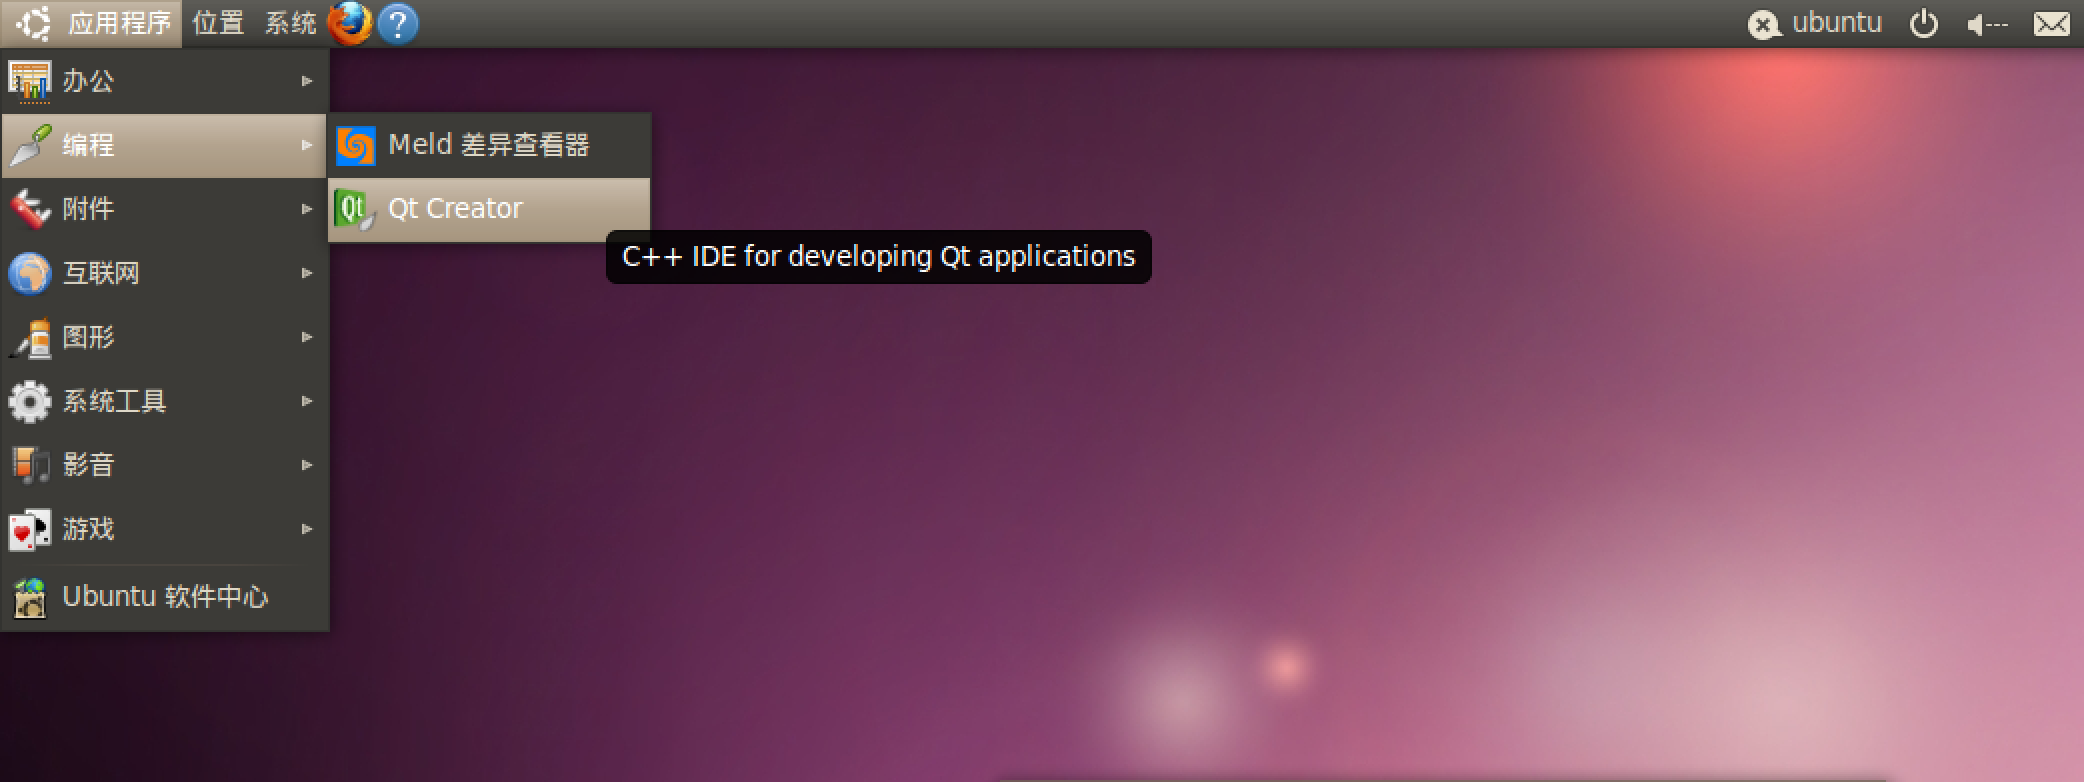 应用程序 位置 系统 ? ubuntu
办公
编程
Meld 差异查看器
附件
Qt Qt Creator
C++ IDE for developing Qt applications
互联网
图形
系统工具
影音
游戏
Ubuntu 软件中心